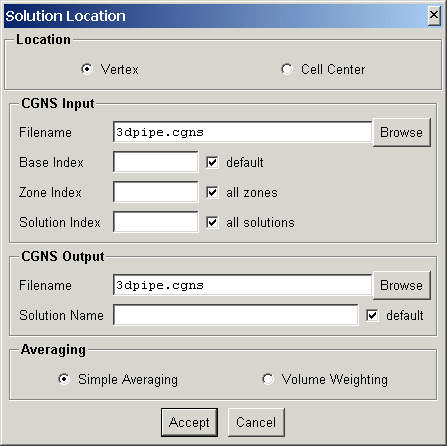 Solution Location
Location
Vertex Cell Center
CGNS Input
Filename 3dpipe.cgns Browse
Base Index default
Zone Index all zones
Solution Index all solutions
CGNS Output
Filename 3dpipe.cgns Browse
Solution Name default
Averaging
Simple Averaging Volume Weighting
Accept Cancel